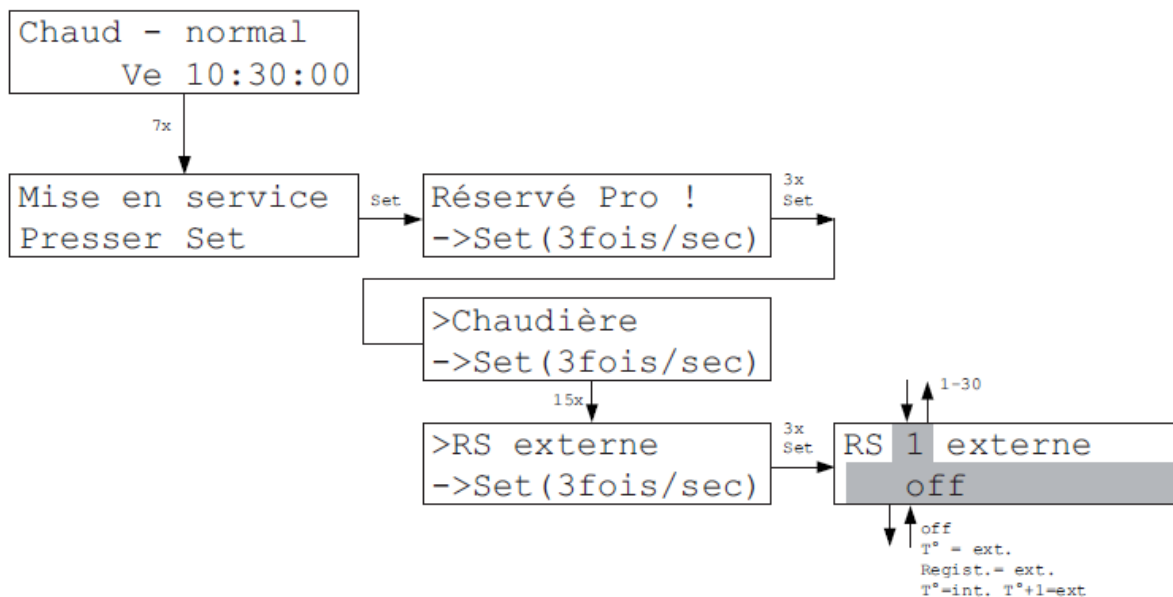 Chaud - normal
Ve 10:30:00
7x
Mise en service
Presser Set
Set
Réservé Pro !
->Set(3fois/sec)
3x
Set
>Chaudière
->Set(3fois/sec)
15x
>RS externe
->Set(3fois/sec)
3x
Set
1-30
RS 1 externe
off
off
T° = ext.
Regist.= ext.
T°=int. T°+1=ext